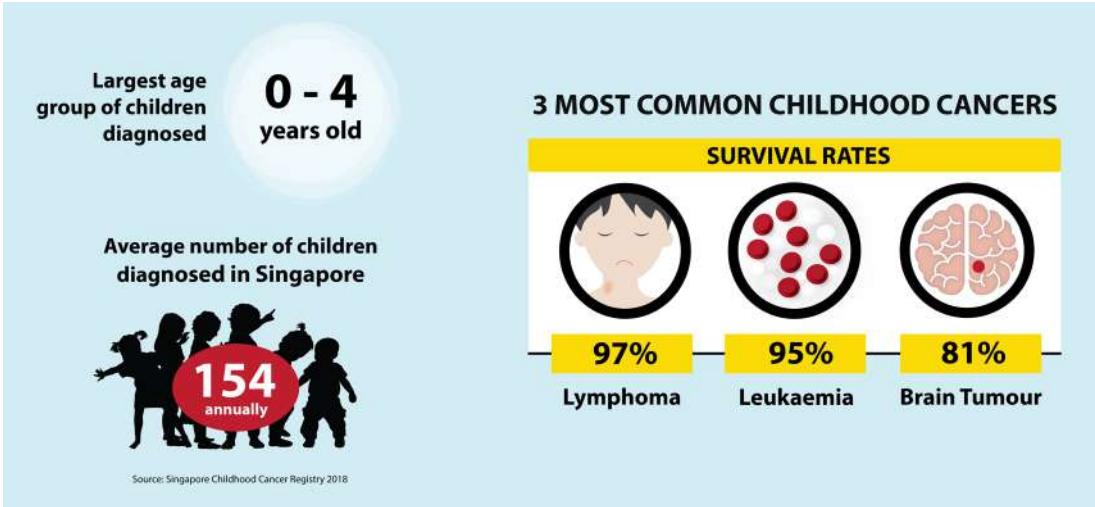 Largest age
group of children
diagnosed
0 - 4
years old
Average number of children
diagnosed in Singapore
154
annually
Source: Singapore Childhood Cancer Registry 2018
3 MOST COMMON CHILDHOOD CANCERS
SURVIVAL RATES
97%
95%
81%
Lymphoma
Leukaemia
Brain Tumour